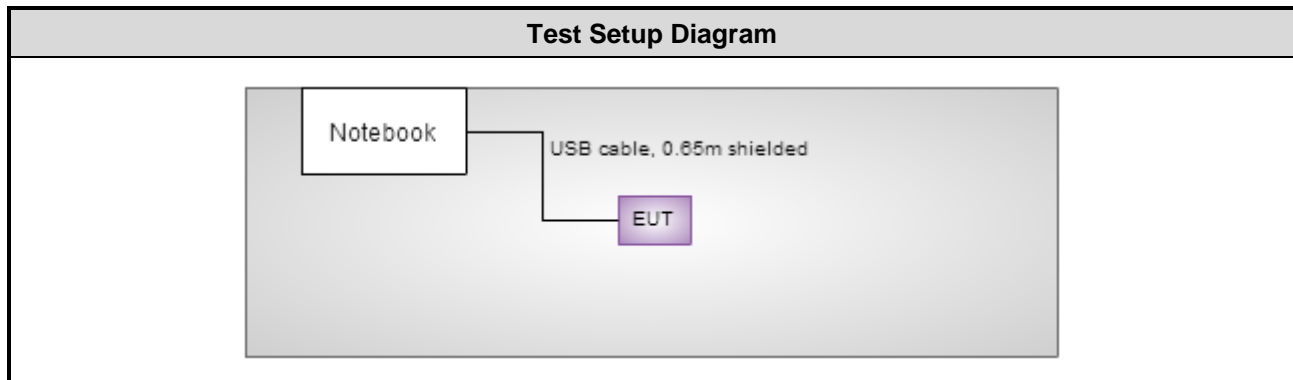 Test Setup Diagram
Notebook
USB cable, 0.65m shielded
EUT